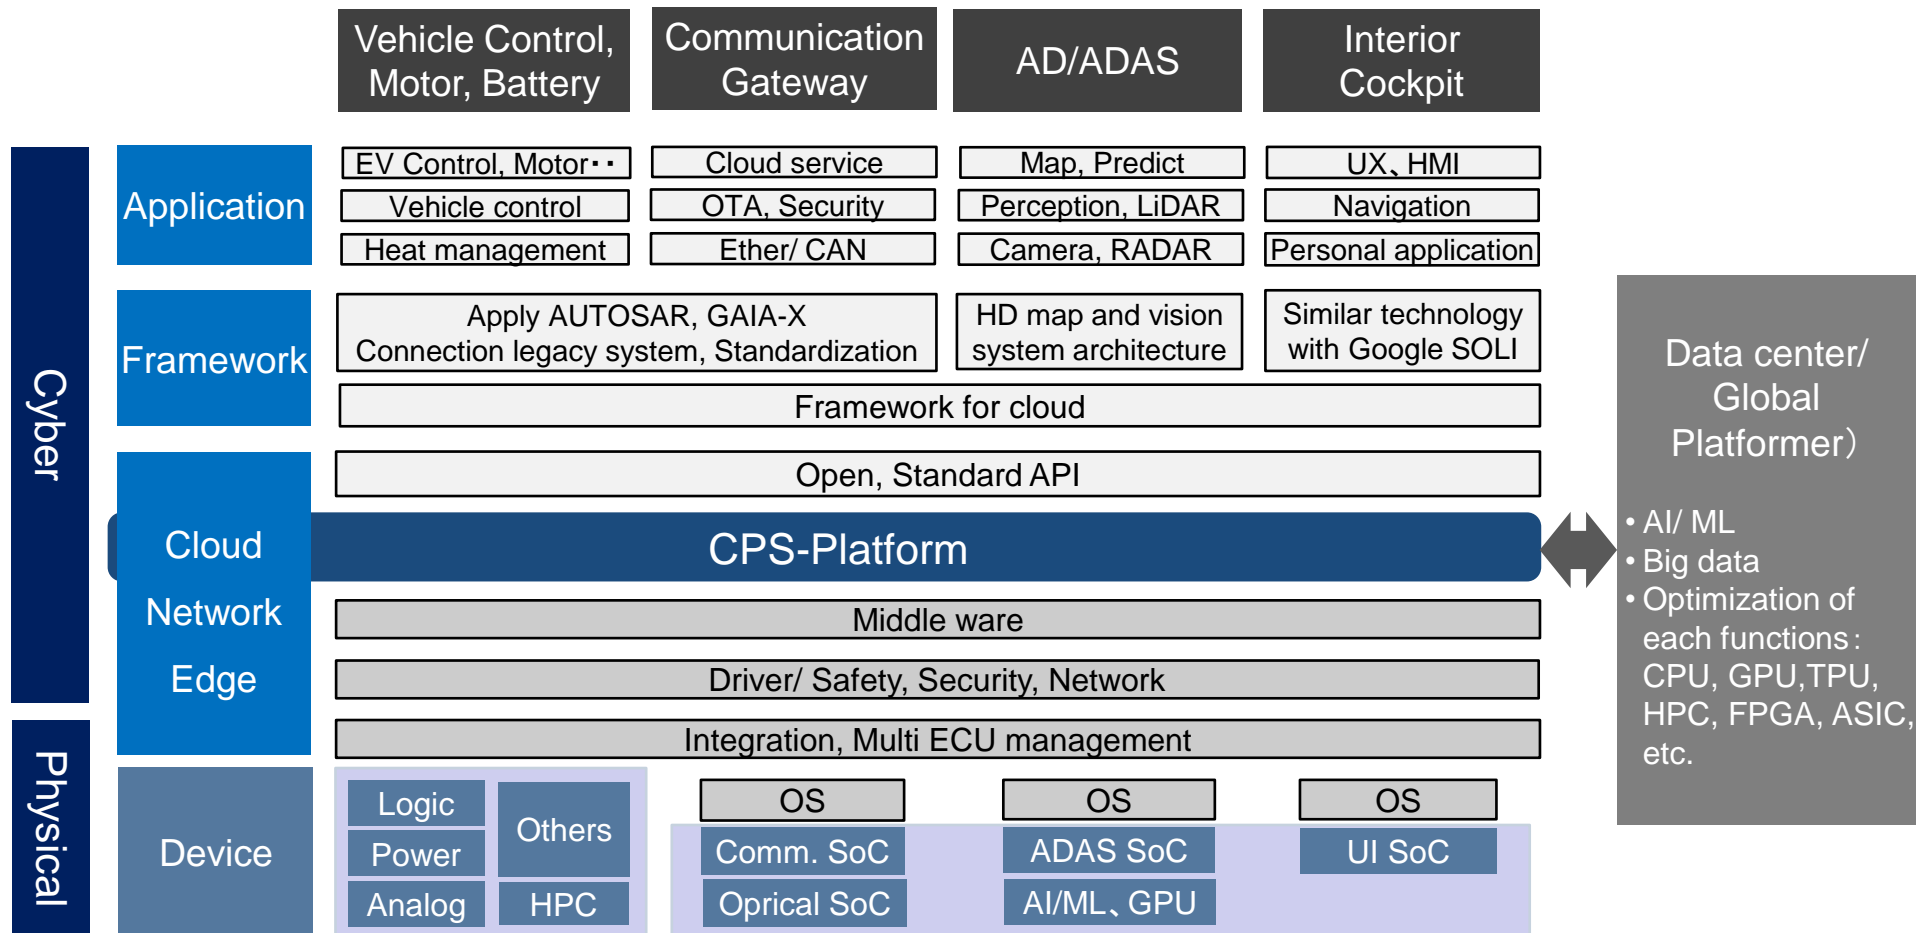 Vehicle Control,
Motor, Battery
Communication
Gateway
AD/ADAS
Interior
Cockpit
Cyber
Application
EV Control, Motor・・
Cloud service
Map, Predict
UX、HMI
Vehicle control
OTA, Security
Perception, LiDAR
Navigation
Heat management
Ether/ CAN
Camera, RADAR
Personal application
Framework
Apply AUTOSAR, GAIA-X
Connection legacy system, Standardization
HD map and vision
system architecture
Similar technology
with Google SOLI
Framework for cloud
Cloud
Network
Edge
Open, Standard API
CPS-Platform
Middle ware
Driver/ Safety, Security, Network
Integration, Multi ECU management
Physical
Device
Logic
Power
Analog
Others
HPC
OS
Comm. SoC
Oprical SoC
OS
ADAS SoC
AI/ML、GPU
OS
UI SoC
Data center/
Global
Platformer）
• AI/ ML
• Big data
• Optimization of
each functions：
CPU, GPU,TPU,
HPC, FPGA, ASIC,
etc.